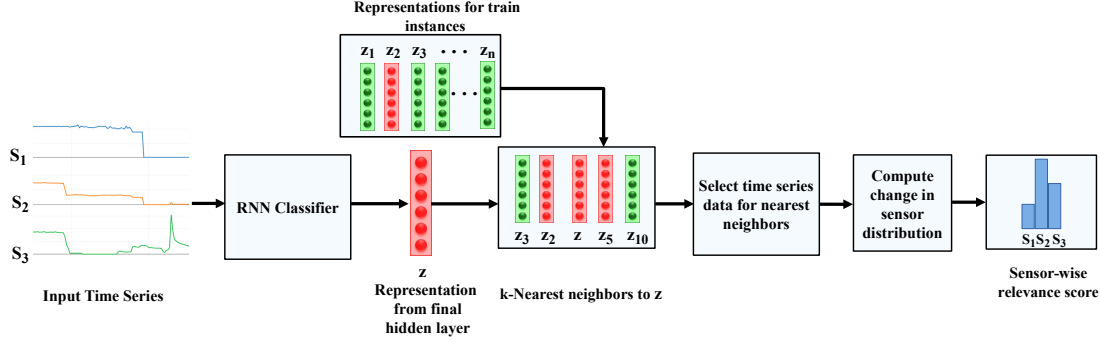 Representations for train
instances
z1 z2 z3 ... zn
...
S1
S2
S3
Input Time Series
RNN Classifier
z
Representation
from final
hidden layer
z3 z2 z z5 z10
k-Nearest neighbors to z
Select time series
data for nearest
neighbors
Compute
change in
sensor
distribution
S1 S2 S3
Sensor-wise
relevance score